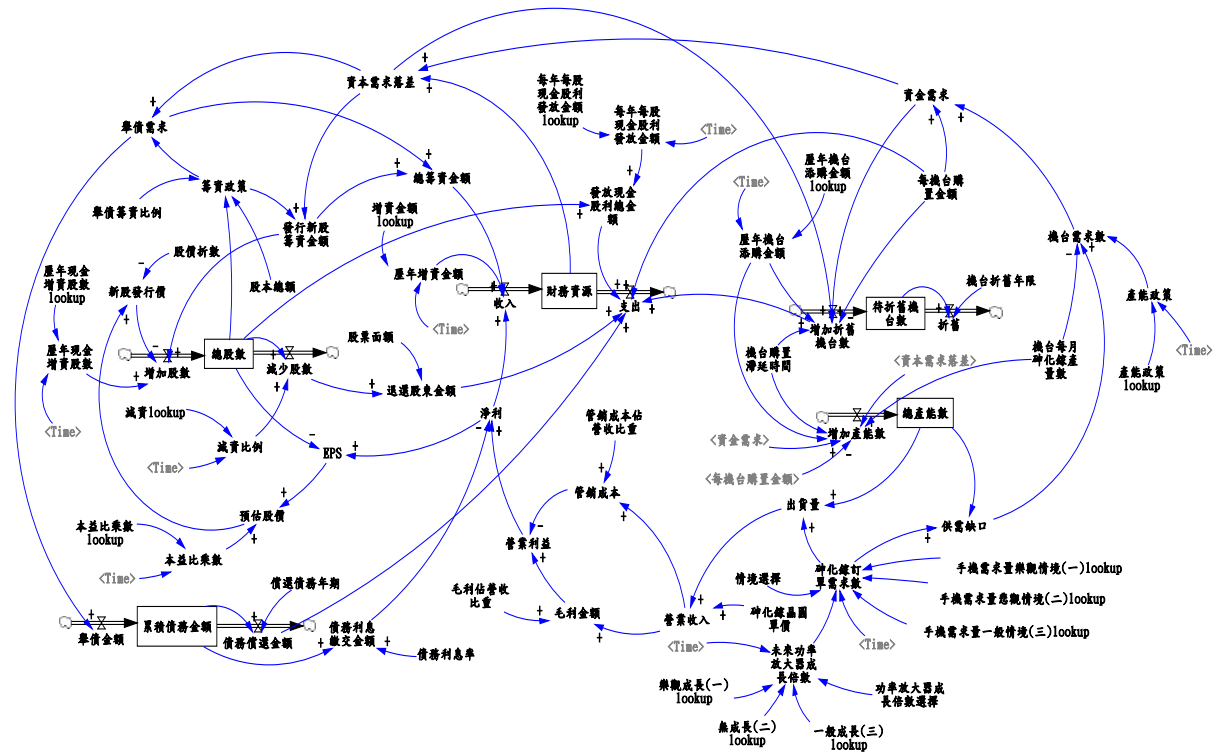 資本需求落差
每年每股
現金股利
發放金額
lookup
每年每股
現金股利
發放金額
<Time>
資金需求
舉債需求
總籌資金額
籌資政策
舉債籌資比例
發行新股
籌資金額
增資金額
lookup
發放現金
股利總金
額
<Time>
歷年機台
添購金額
lookup
每機台購
置金額
歷年機台
添購金額
機台需求數
股價折數
歷年現金
增資股數
lookup
新股發行價
股本總額
歷年增資金額
收入
財務資源
支出
<Time>
待折舊機
台數
機台折舊年限
折舊
增加折舊
機台數
產能政策
<Time>
產能政策
lookup
歷年現金
增資股數
增加股數
總股數
減少股數
股票面額
退還股東金額
機台購置
滯延時間
<資本需求落差>
機台每月
砷化鎵產
量數
<Time>
減資lookup
減資比例
<Time>
淨利
管銷成本佔
營收比重
<資金需求>
增加產能數
總產能數
EPS
<每機台購置金額>
管銷成本
出貨量
供需缺口
預估股價
本益比乘數
lookup
本益比乘數
<Time>
營業利益
償還債務年期
毛利佔營收
比重
毛利金額
情境選擇
砷化鎵訂
單需求數
手機需求量樂觀情境(一)lookup
手機需求量悲觀情境(二)lookup
手機需求量一般情境(三)lookup
舉債金額
累積債務金額
債務償還金額
債務利息
繳交金額
債務利息率
營業收入
砷化鎵晶圓
單價
<Time>
<Time>
未來功率
放大器成
長倍數
樂觀成長(一)
lookup
無成長(二)
lookup
一般成長(三)
lookup
功率放大器成
長倍數選擇